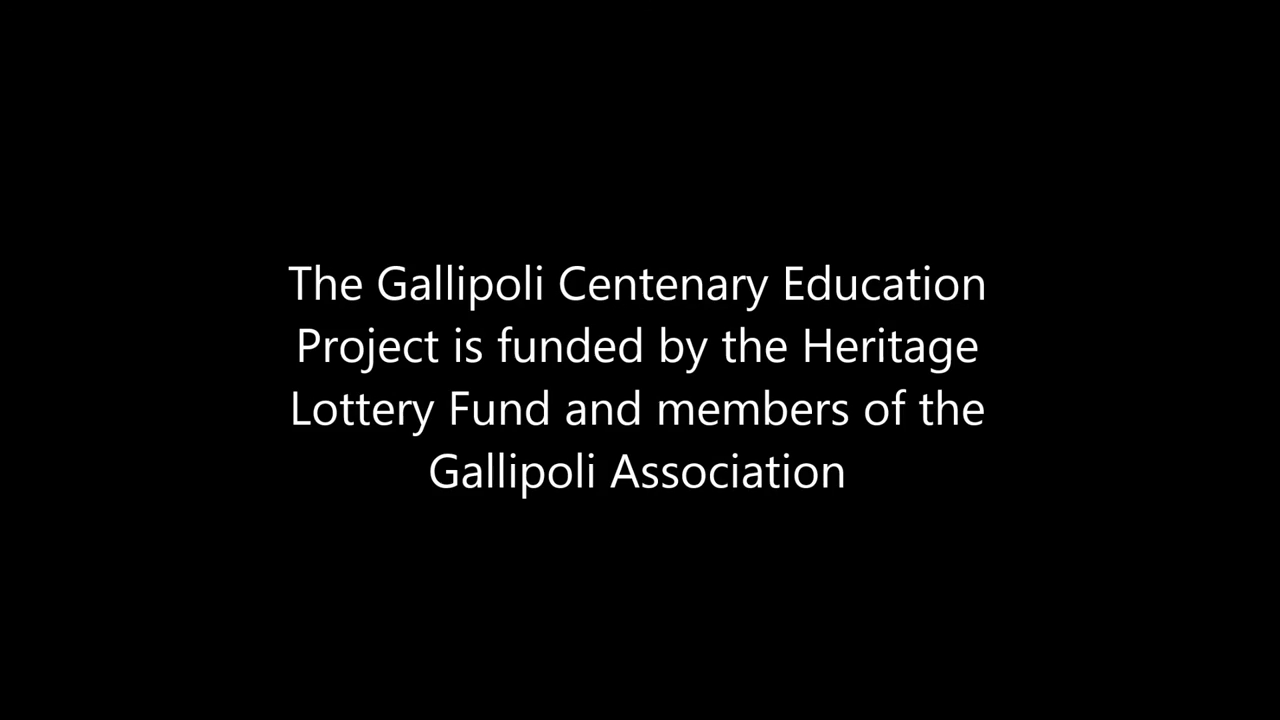 The Gallipoli Centenary Education
Project is funded by the Heritage
Lottery Fund and members of the
Gallipoli Association